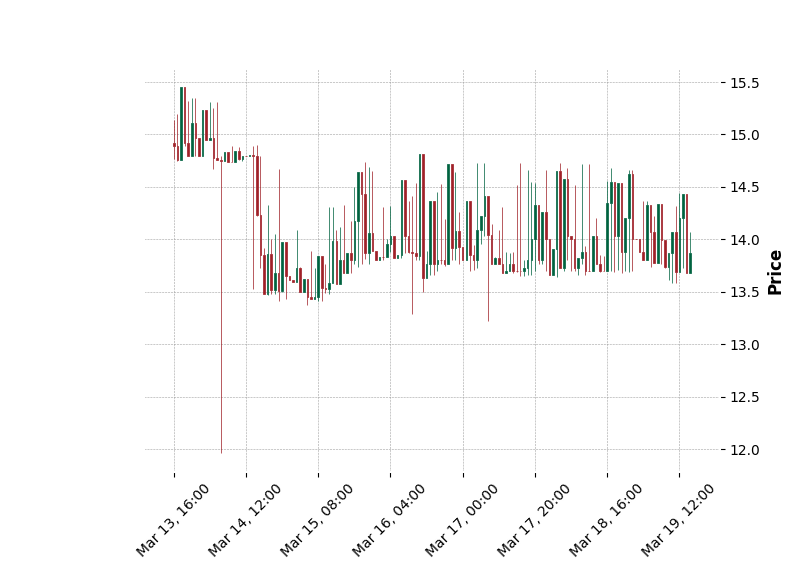 15.5
15.0
14.5
14.0
13.5
13.0
12.5
12.0
Price
Mar 13, 16:00
Mar 14, 12:00
Mar 15, 08:00
Mar 16, 04:00
Mar 17, 00:00
Mar 17, 20:00
Mar 18, 16:00
Mar 19, 12:00